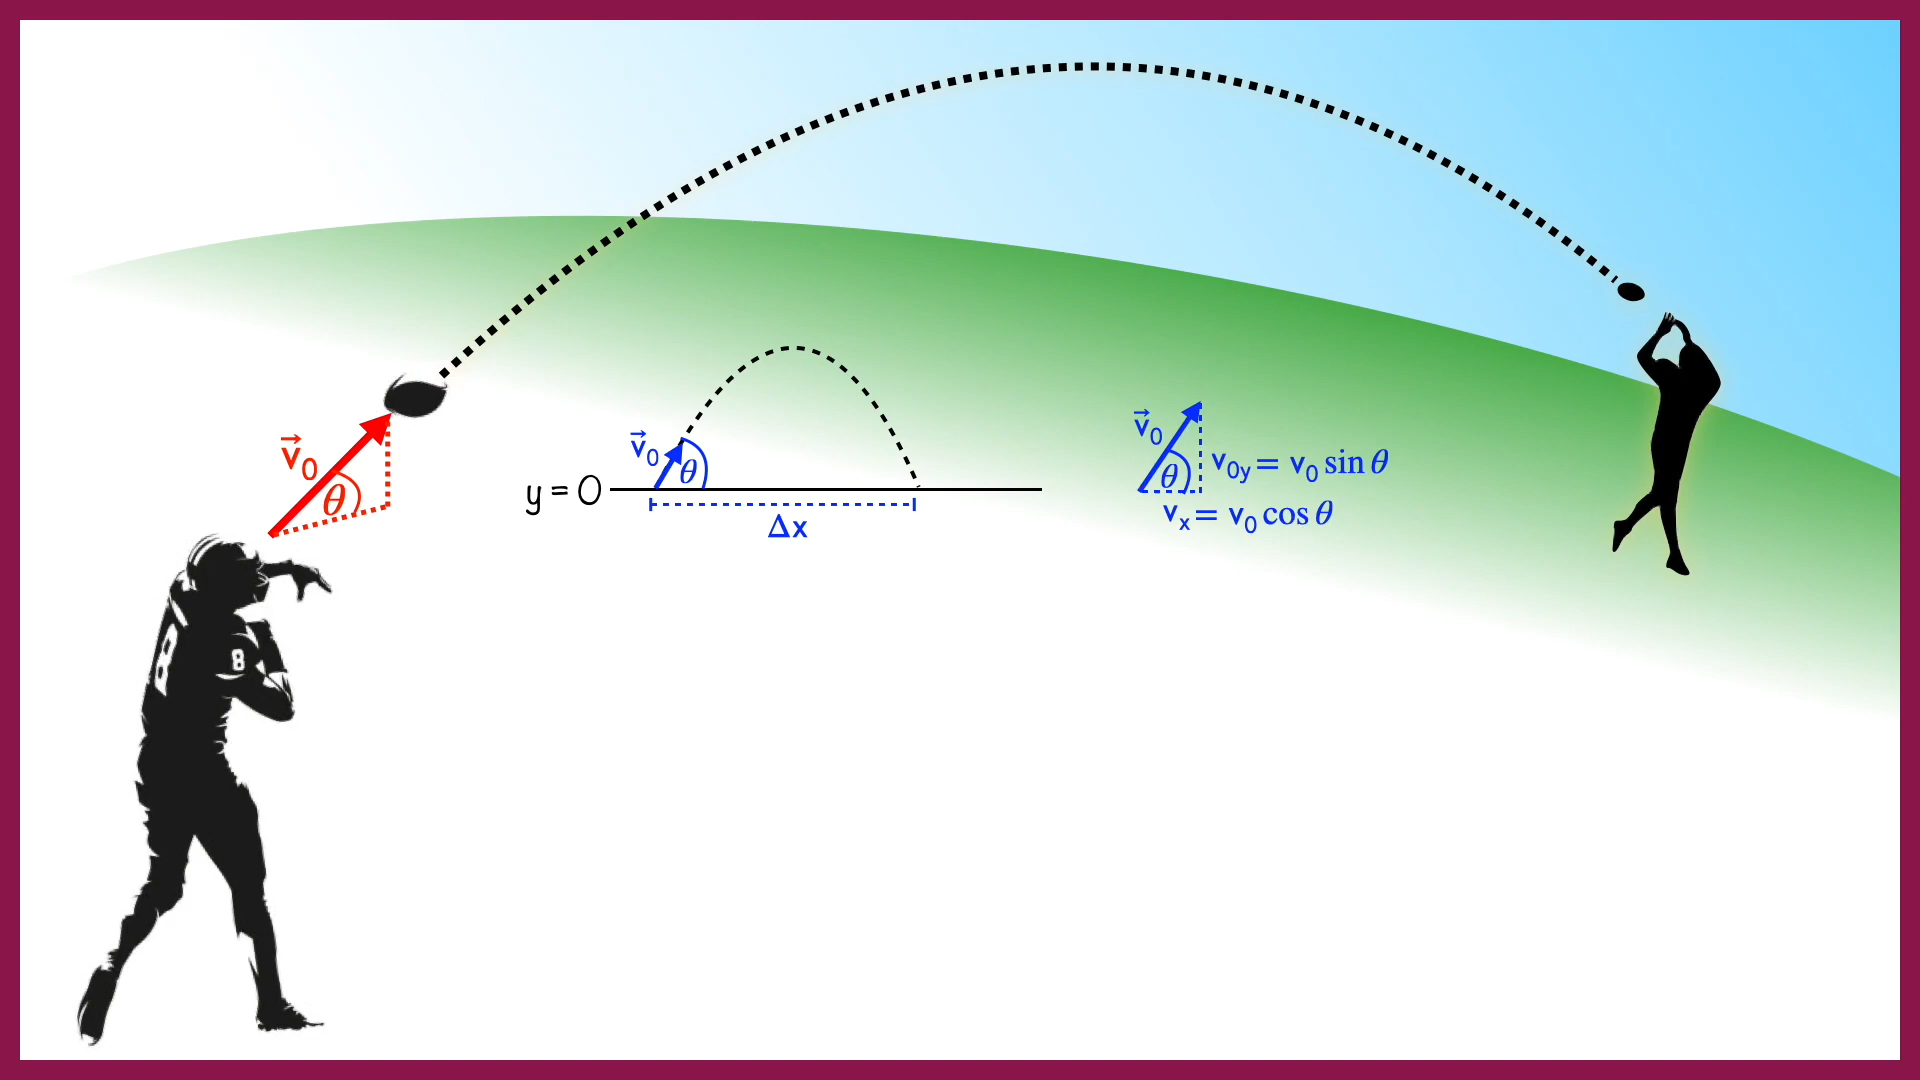 v⃗₀
θ
8
8
y = 0
v⃗₀
θ
Δx
v⃗₀
θ
v₀y = v₀ sin θ
vₓ = v₀ cos θ